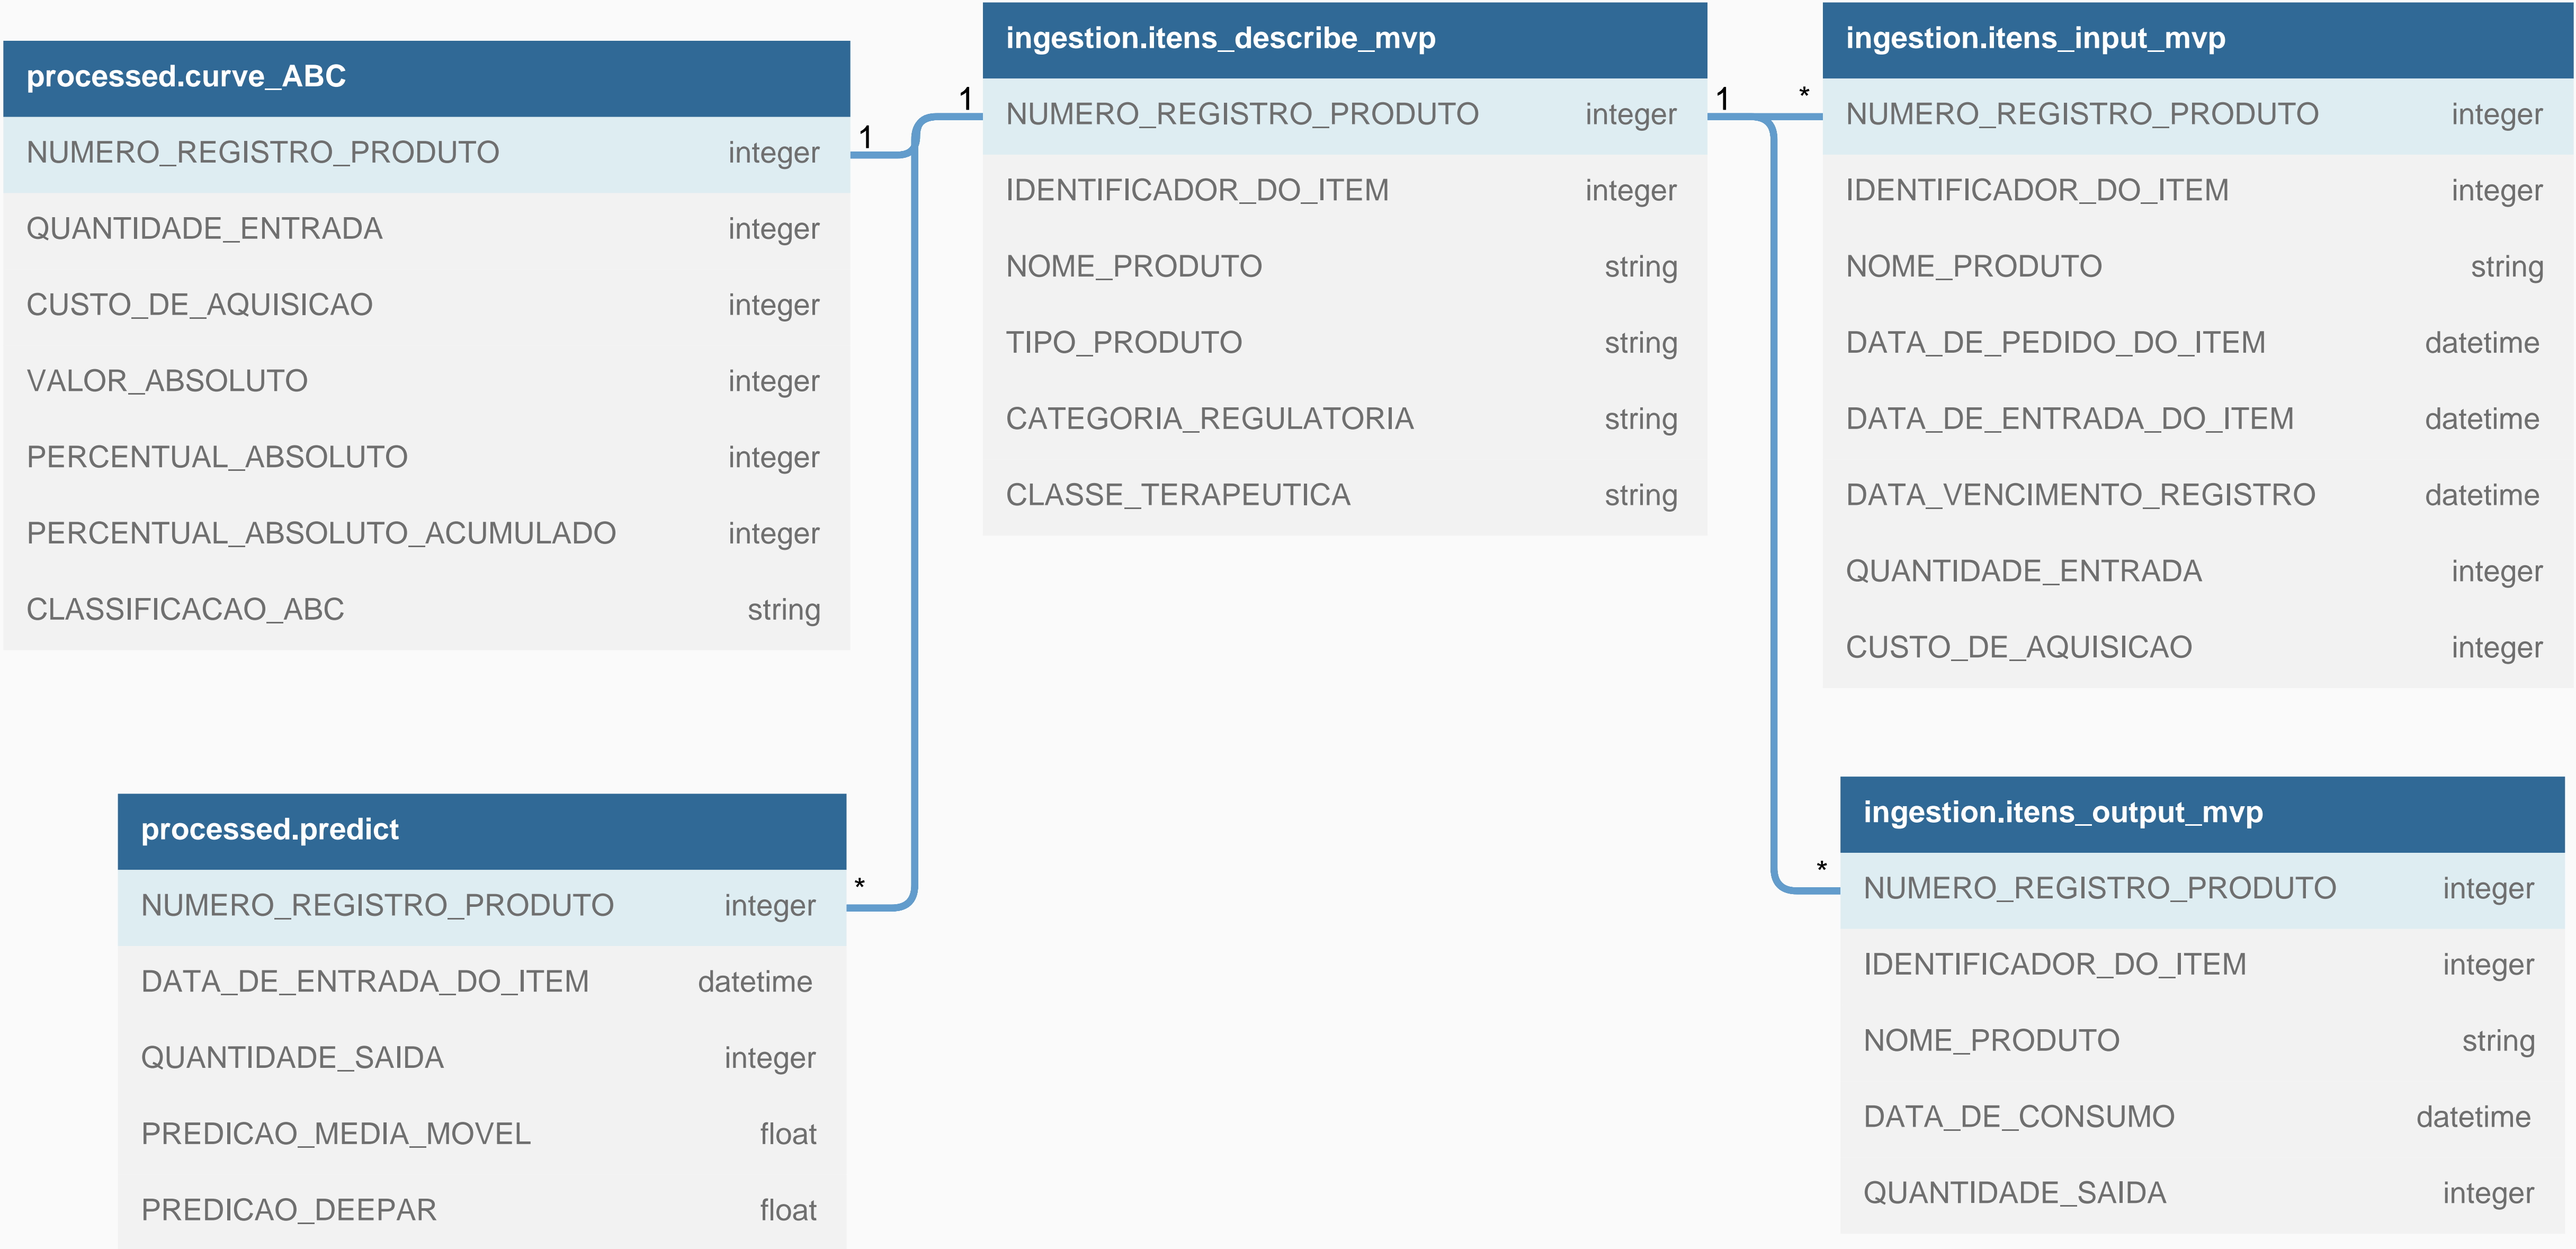 processed.curve_ABC
NUMERO_REGISTRO_PRODUTO integer
QUANTIDADE_ENTRADA integer
CUSTO_DE_AQUISICAO integer
VALOR_ABSOLUTO integer
PERCENTUAL_ABSOLUTO integer
PERCENTUAL_ABSOLUTO_ACUMULADO integer
CLASSIFICACAO_ABC string
1
1
ingestion.itens_describe_mvp
NUMERO_REGISTRO_PRODUTO integer
IDENTIFICADOR_DO_ITEM integer
NOME_PRODUTO string
TIPO_PRODUTO string
CATEGORIA_REGULATORIA string
CLASSE_TERAPEUTICA string
1
*
ingestion.itens_input_mvp
NUMERO_REGISTRO_PRODUTO integer
IDENTIFICADOR_DO_ITEM integer
NOME_PRODUTO string
DATA_DE_PEDIDO_DO_ITEM datetime
DATA_DE_ENTRADA_DO_ITEM datetime
DATA_VENCIMENTO_REGISTRO datetime
QUANTIDADE_ENTRADA integer
CUSTO_DE_AQUISICAO integer
processed.predict
*
NUMERO_REGISTRO_PRODUTO integer
DATA_DE_ENTRADA_DO_ITEM datetime
QUANTIDADE_SAIDA integer
PREDICAO_MEDIA_MOVEL float
PREDICAO_DEEPAR float
ingestion.itens_output_mvp
*
NUMERO_REGISTRO_PRODUTO integer
IDENTIFICADOR_DO_ITEM integer
NOME_PRODUTO string
DATA_DE_CONSUMO datetime
QUANTIDADE_SAIDA integer